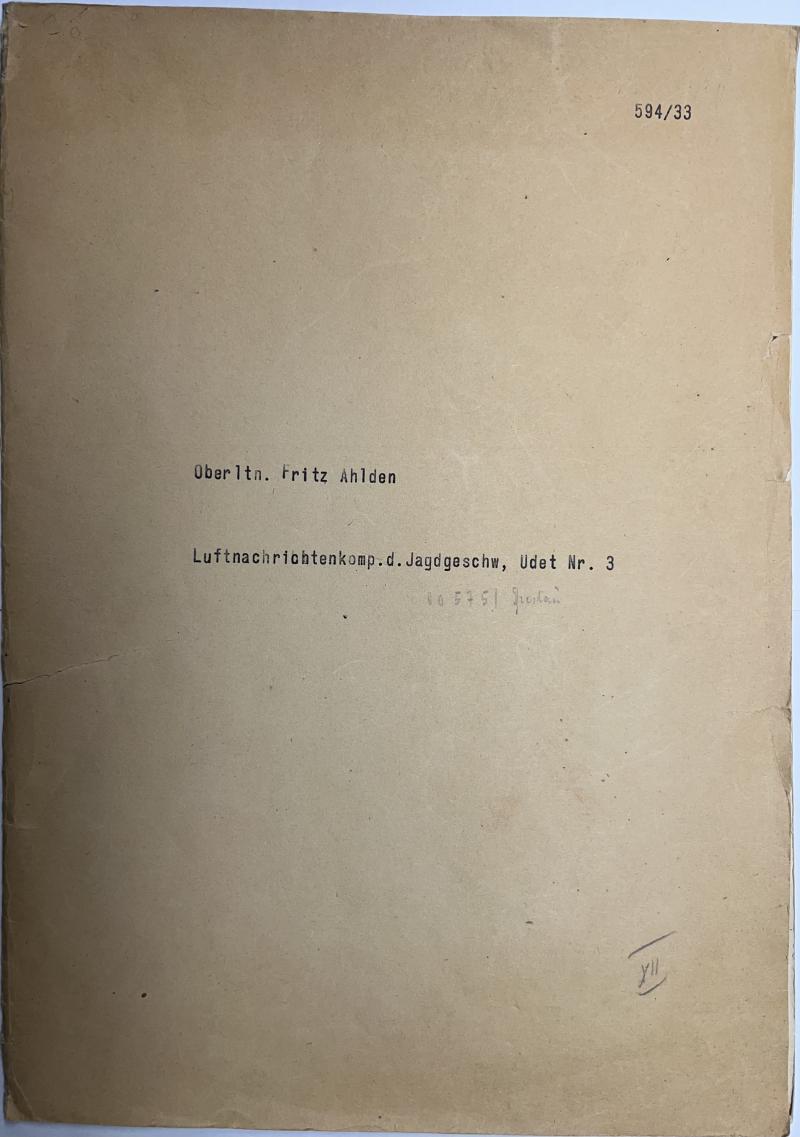 594/33
Oberltn. Fritz Ahlden
Luftnachrichtenkomp.d.Jagdgeschw, Udet Nr. 3
XII